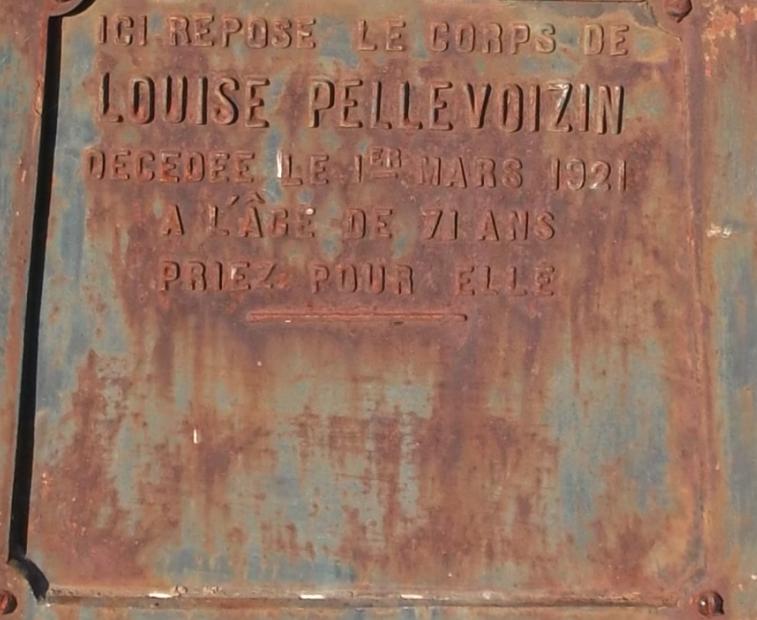 ICI REPOSE LE CORPS DE
LOUISE PELLEVOIZIN
DECEDEE LE 1ER MARS 1921
A L'ÂGE DE 71 ANS
PRIEZ POUR ELLE